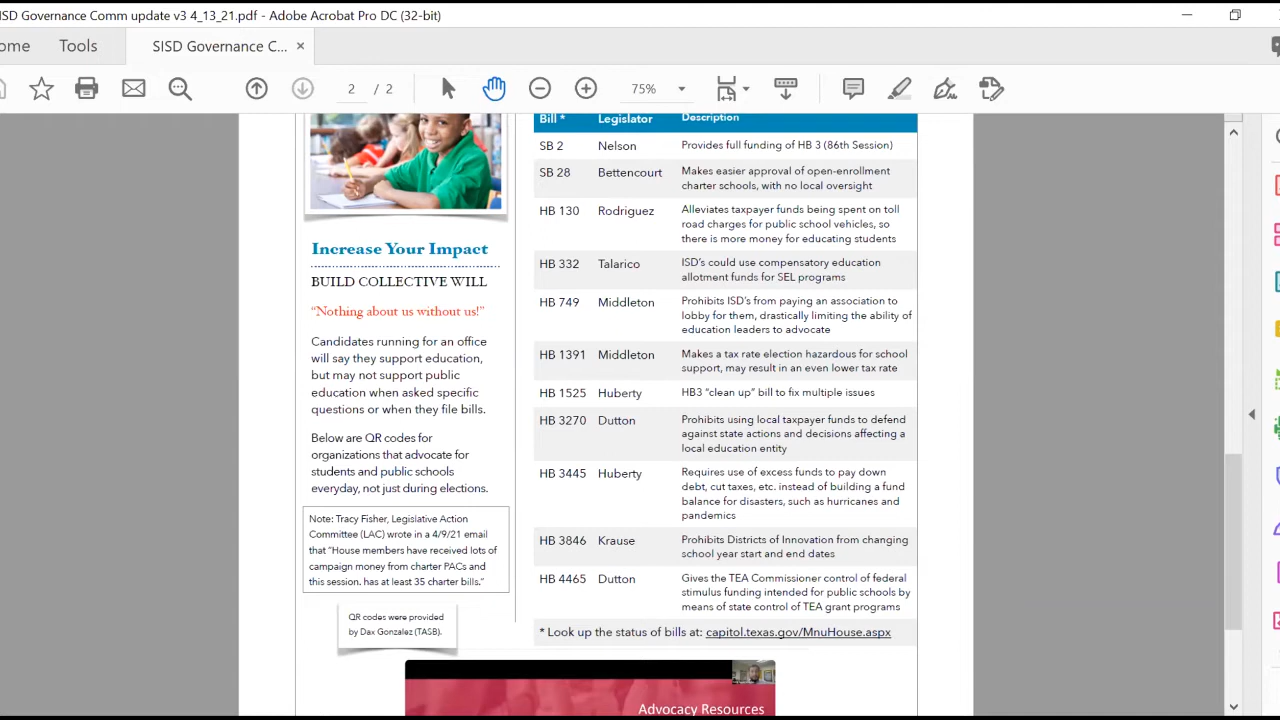 SISD Governance Comm update v3 4_13_21.pdf - Adobe Acrobat Pro DC (32-bit)
ome Tools SISD Governance C... ×
2 / 2 75%
Bill * Legislator Description
SB 2 Nelson Provides full funding of HB 3 (86th Session)
SB 28 Bettencourt Makes easier approval of open-enrollment
charter schools, with no local oversight
HB 130 Rodriguez Alleviates taxpayer funds being spent on toll
road charges for public school vehicles, so
there is more money for educating students
HB 332 Talarico ISD's could use compensatory education
allotment funds for SEL programs
HB 749 Middleton Prohibits ISD's from paying an association to
lobby for them, drastically limiting the ability of
education leaders to advocate
HB 1391 Middleton Makes a tax rate election hazardous for school
support, may result in an even lower tax rate
HB 1525 Huberty HB3 "clean up" bill to fix multiple issues
HB 3270 Dutton Prohibits using local taxpayer funds to defend
against state actions and decisions affecting a
local education entity
HB 3445 Huberty Requires use of excess funds to pay down
debt, cut taxes, etc. instead of building a fund
balance for disasters, such as hurricanes and
pandemics
HB 3846 Krause Prohibits Districts of Innovation from changing
school year start and end dates
HB 4465 Dutton Gives the TEA Commissioner control of federal
stimulus funding intended for public schools by
means of state control of TEA grant programs
* Look up the status of bills at: capitol.texas.gov/MnuHouse.aspx
Increase Your Impact
BUILD COLLECTIVE WILL
"Nothing about us without us!"
Candidates running for an office
will say they support education,
but may not support public
education when asked specific
questions or when they file bills.
Below are QR codes for
organizations that advocate for
students and public schools
everyday, not just during elections.
Note: Tracy Fisher, Legislative Action
Committee (LAC) wrote in a 4/9/21 email
that "House members have received lots of
campaign money from charter PACs and
this session. has at least 35 charter bills."
QR codes were provided
by Dax Gonzalez (TASB).
Advocacy Resources